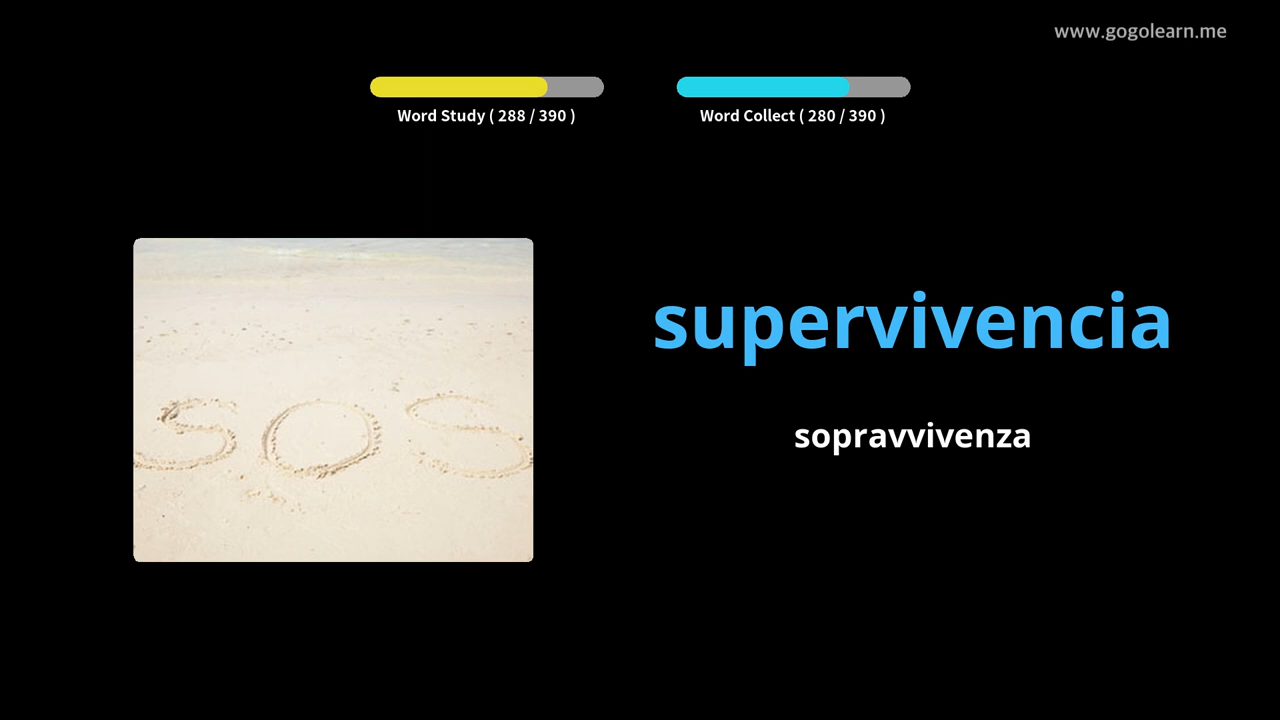 www.gogolearn.me
Word Study ( 288 / 390 )
Word Collect ( 280 / 390 )
SOS
supervivencia
sopravvivenza